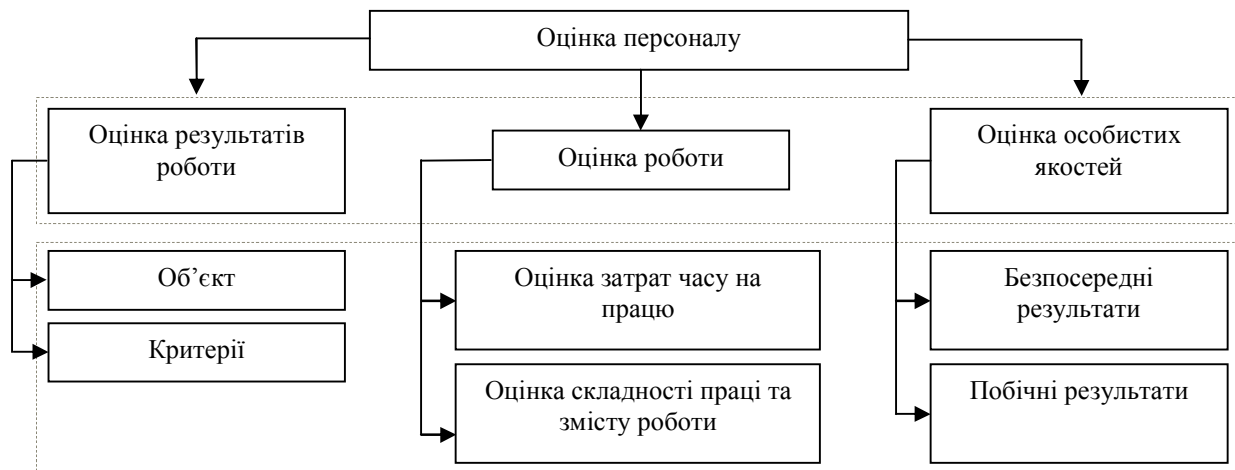 Оцінка персоналу
Оцінка результатів
роботи
Оцінка роботи
Оцінка особистих
якостей
Об’єкт
Критерії
Оцінка затрат часу на
працю
Оцінка складності праці та
змісту роботи
Безпосередні
результати
Побічні результати